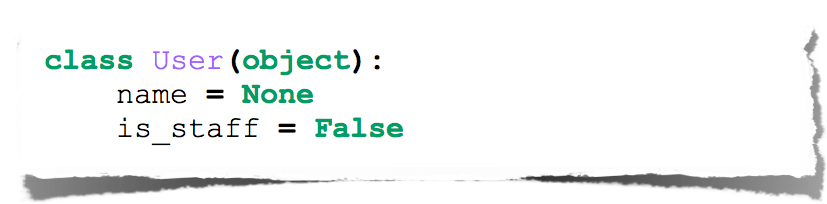 class User(object):
    name = None
    is_staff = False